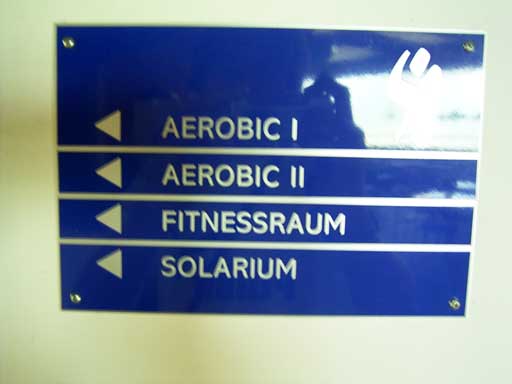 AEROBIC I
AEROBIC II
FITNESSRAUM
SOLARIUM